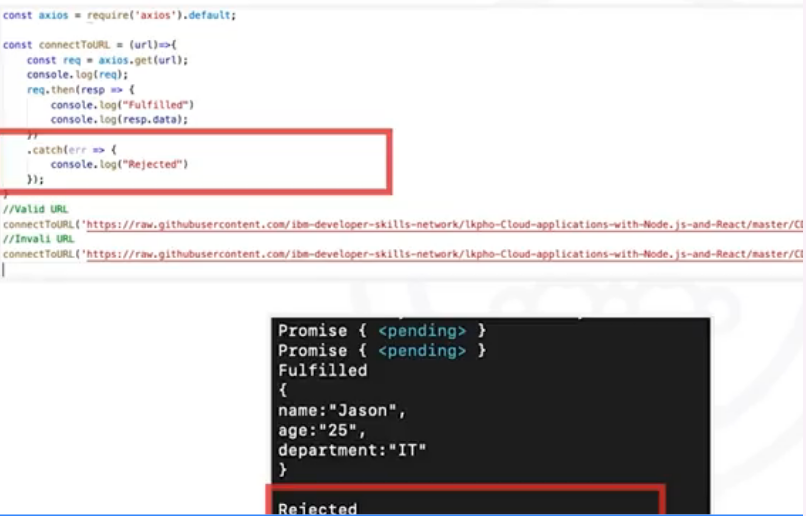 const axios = require('axios').default;
const connectToURL = (url)=>{
    const req = axios.get(url);
    console.log(req);
    req.then(resp => {
        console.log("Fulfilled")
        console.log(resp.data);
    })
    .catch(err => {
        console.log("Rejected")
    });
}
//Valid URL
connectToURL('https://raw.githubusercontent.com/ibm-developer-skills-network/lkpho-Cloud-applications-with-Node.js-and-React/master/CD
//Invali URL
connectToURL('https://raw.githubusercontent.com/ibm-developer-skills-network/lkpho-Cloud-applications-with-Node.js-and-React/master/CD
Promise { <pending> }
Promise { <pending> }
Fulfilled
{
name:"Jason",
age:"25",
department:"IT"
}
Rejected